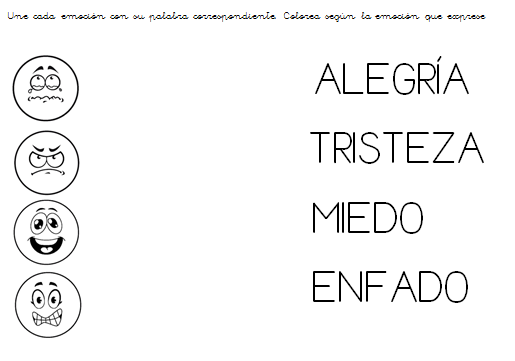 Une cada emoción con su palabra correspondiente. Colorea según la emoción que exprese
ALEGRÍA
TRISTEZA
MIEDO
ENFADO